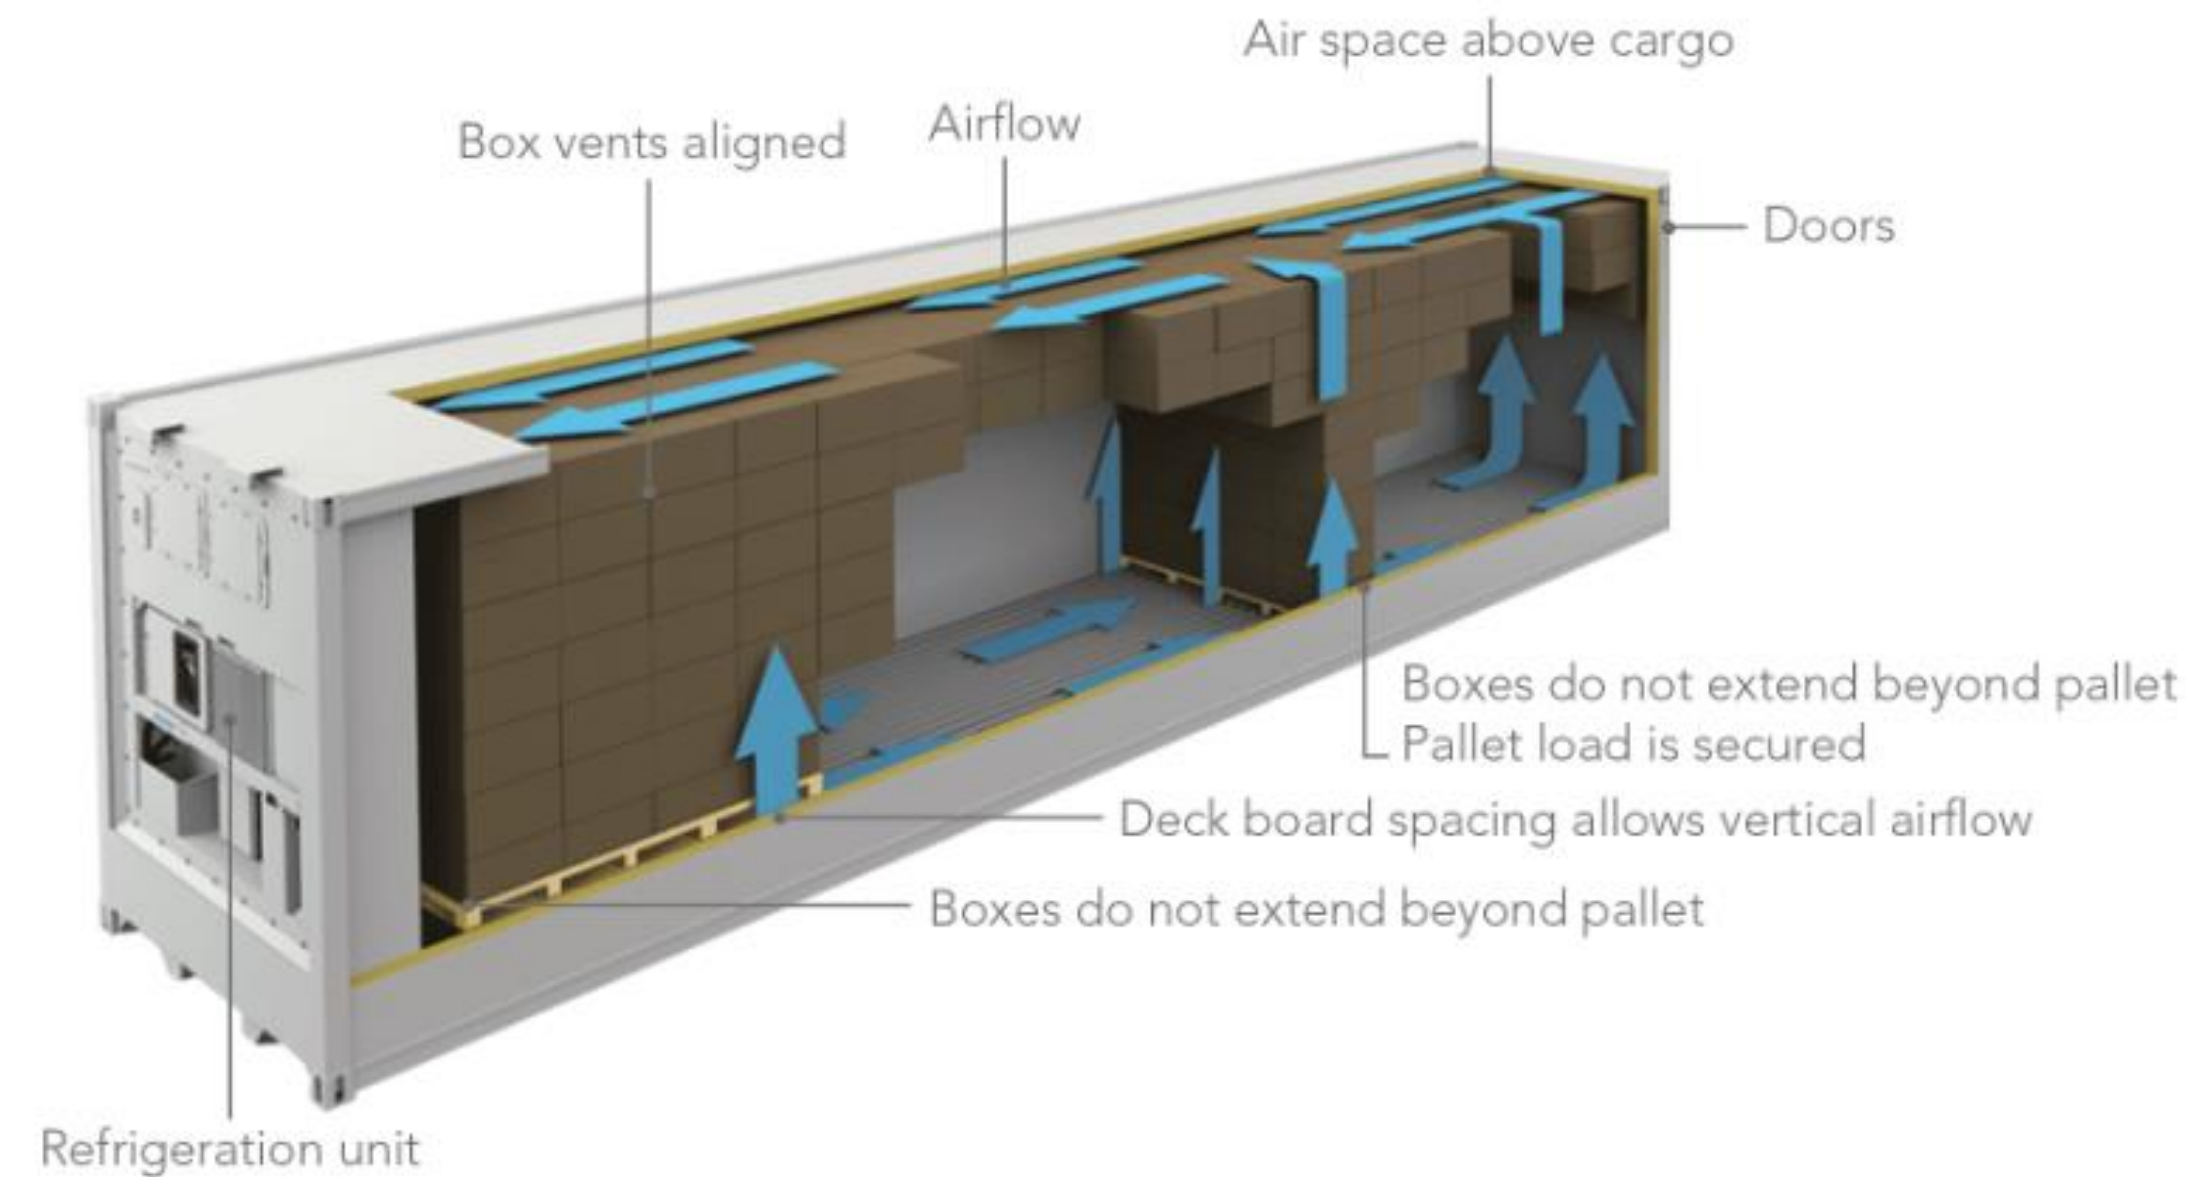 Air space above cargo
Airflow
Box vents aligned
Doors
Boxes do not extend beyond pallet
Pallet load is secured
Deck board spacing allows vertical airflow
Boxes do not extend beyond pallet
Refrigeration unit